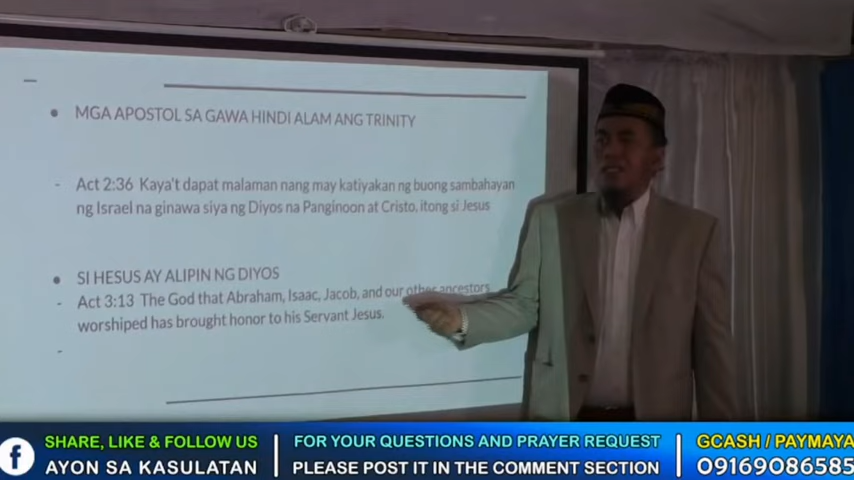 MGA APOSTOL SA GAWA HINDI ALAM ANG TRINITY
Act 2:36 Kaya't dapat malaman nang may katiyakan ng buong sambahayan
ng Israel na ginawa siya ng Diyos na Panginoon at Cristo, itong si Jesus
SI HESUS AY ALIPIN NG DIYOS
Act 3:13 The God that Abraham, Isaac, Jacob, and our other ancestors
worshiped has brought honor to his Servant Jesus.
SHARE, LIKE & FOLLOW US
AYON SA KASULATAN
FOR YOUR QUESTIONS AND PRAYER REQUEST
PLEASE POST IT IN THE COMMENT SECTION
GCASH / PAYMAYA
09169086585